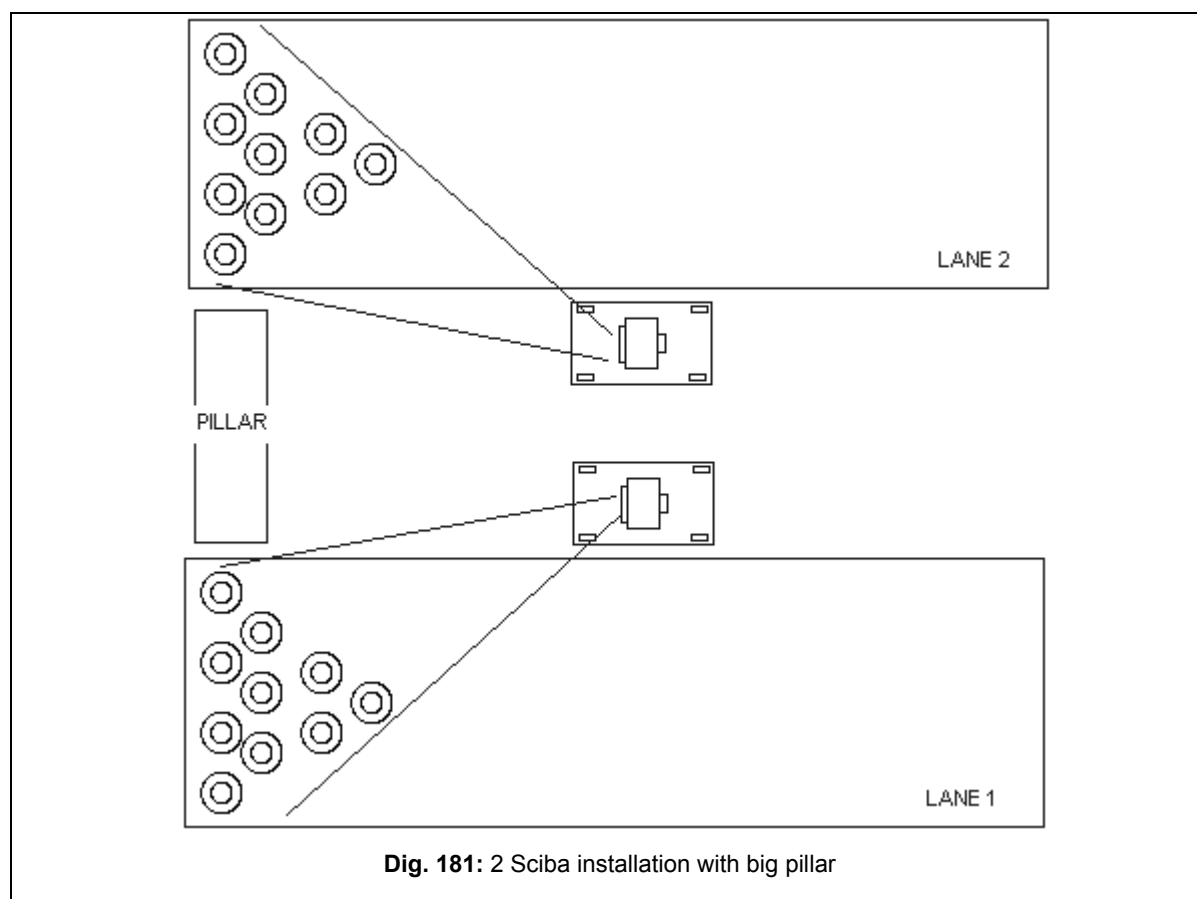 LANE 2
PILLAR
LANE 1
Dig. 181: 2 Sciba installation with big pillar